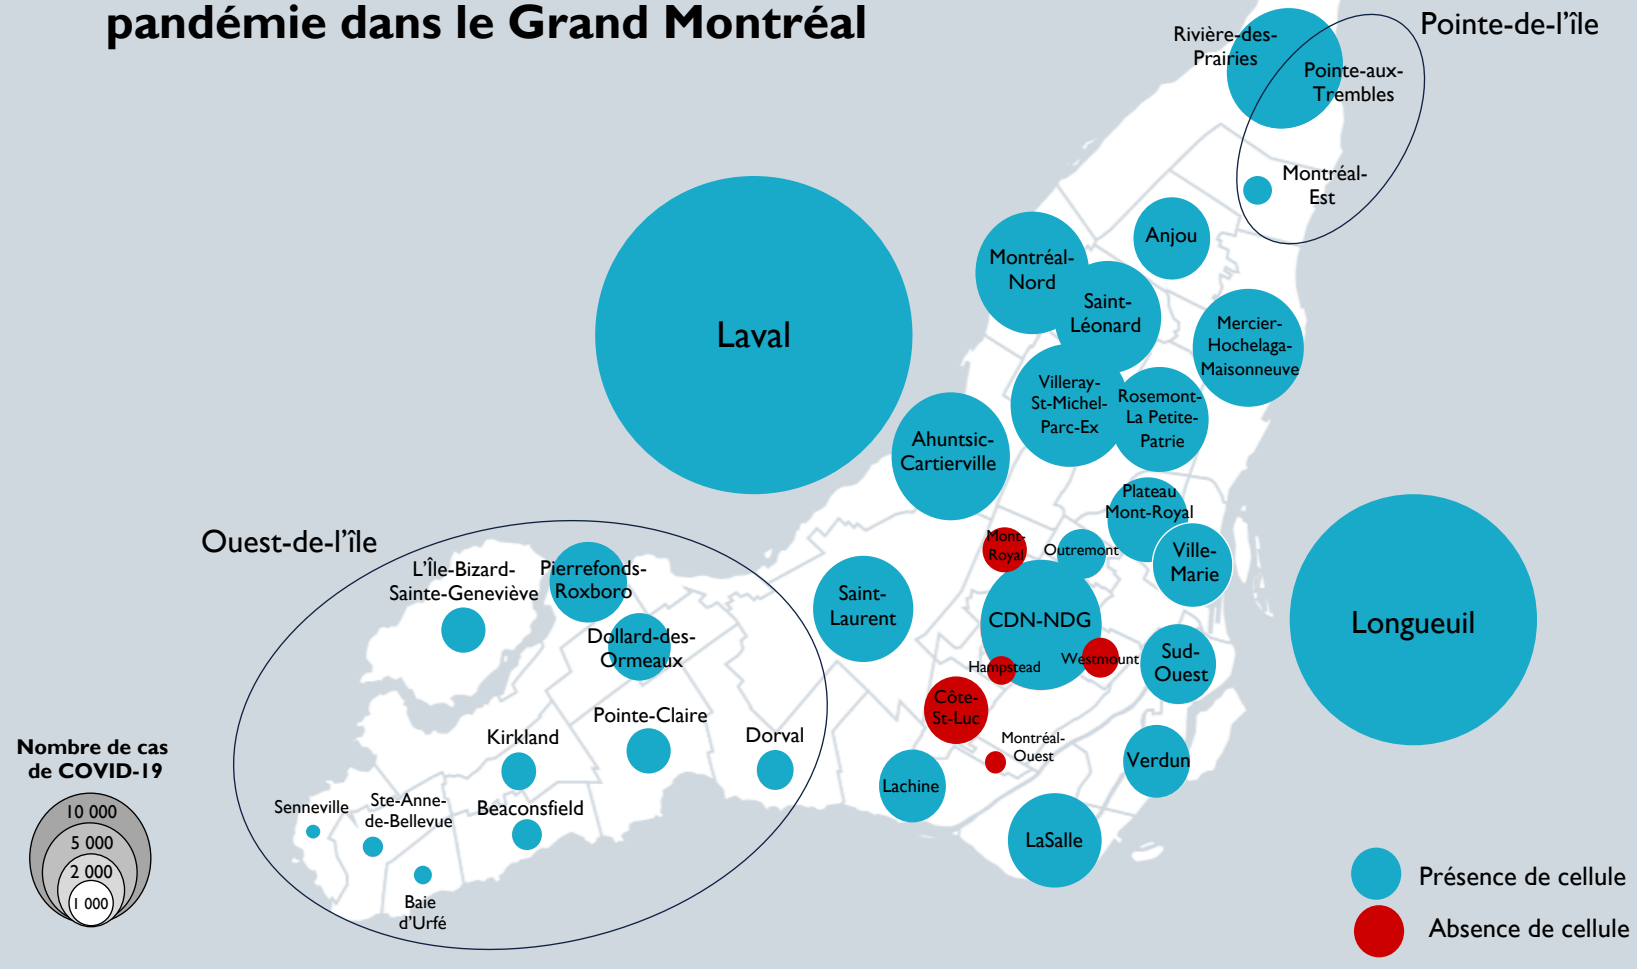 pandémie dans le Grand Montréal
Pointe-de-l'île
Rivière-des-
Prairies
Pointe-aux-
Trembles
Montréal-
Est
Anjou
Montréal-
Nord
Saint-
Léonard
Mercier-
Hochelaga-
Maisonneuve
Laval
Villeray-
St-Michel-
Parc-Ex
Rosemont-
La Petite-
Patrie
Ahuntsic-
Cartierville
Plateau
Mont-Royal
Mont-
Royal
Outremont
Ville-
Marie
Ouest-de-l'île
L'Île-Bizard-
Sainte-Geneviève
Pierrefonds-
Roxboro
Dollard-des-
Ormeaux
Saint-
Laurent
CDN-NDG
Longueuil
Hampstead
Westmount
Sud-
Ouest
Côte-
St-Luc
Montréal-
Ouest
Pointe-Claire
Kirkland
Dorval
Verdun
Lachine
LaSalle
Senneville
Ste-Anne-
de-Bellevue
Beaconsfield
Baie
d'Urfé
Nombre de cas
de COVID-19
10 000
5 000
2 000
1 000
Présence de cellule
Absence de cellule